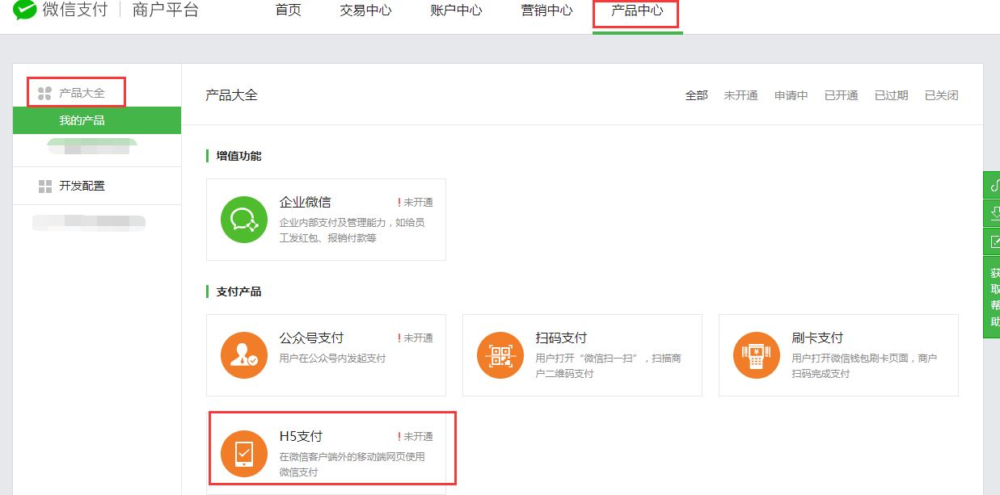 微信支付 | 商户平台
首页 交易中心 账户中心 营销中心 产品中心
产品大全
我的产品
开发配置
产品大全
全部 未开通 申请中 已开通 已过期 已关闭
增值功能
企业微信 !未开通
企业内部支付及管理能力，如给员
工发红包、报销付款等
支付产品
公众号支付 !未开通
用户在公众号内发起支付
扫码支付
用户打开“微信扫一扫”，扫描商
户二维码支付
刷卡支付
用户打开微信钱包刷卡页面，商户
扫码完成支付
H5支付 !未开通
在微信客户端外的移动端网页使用
微信支付
获
取
帮
助